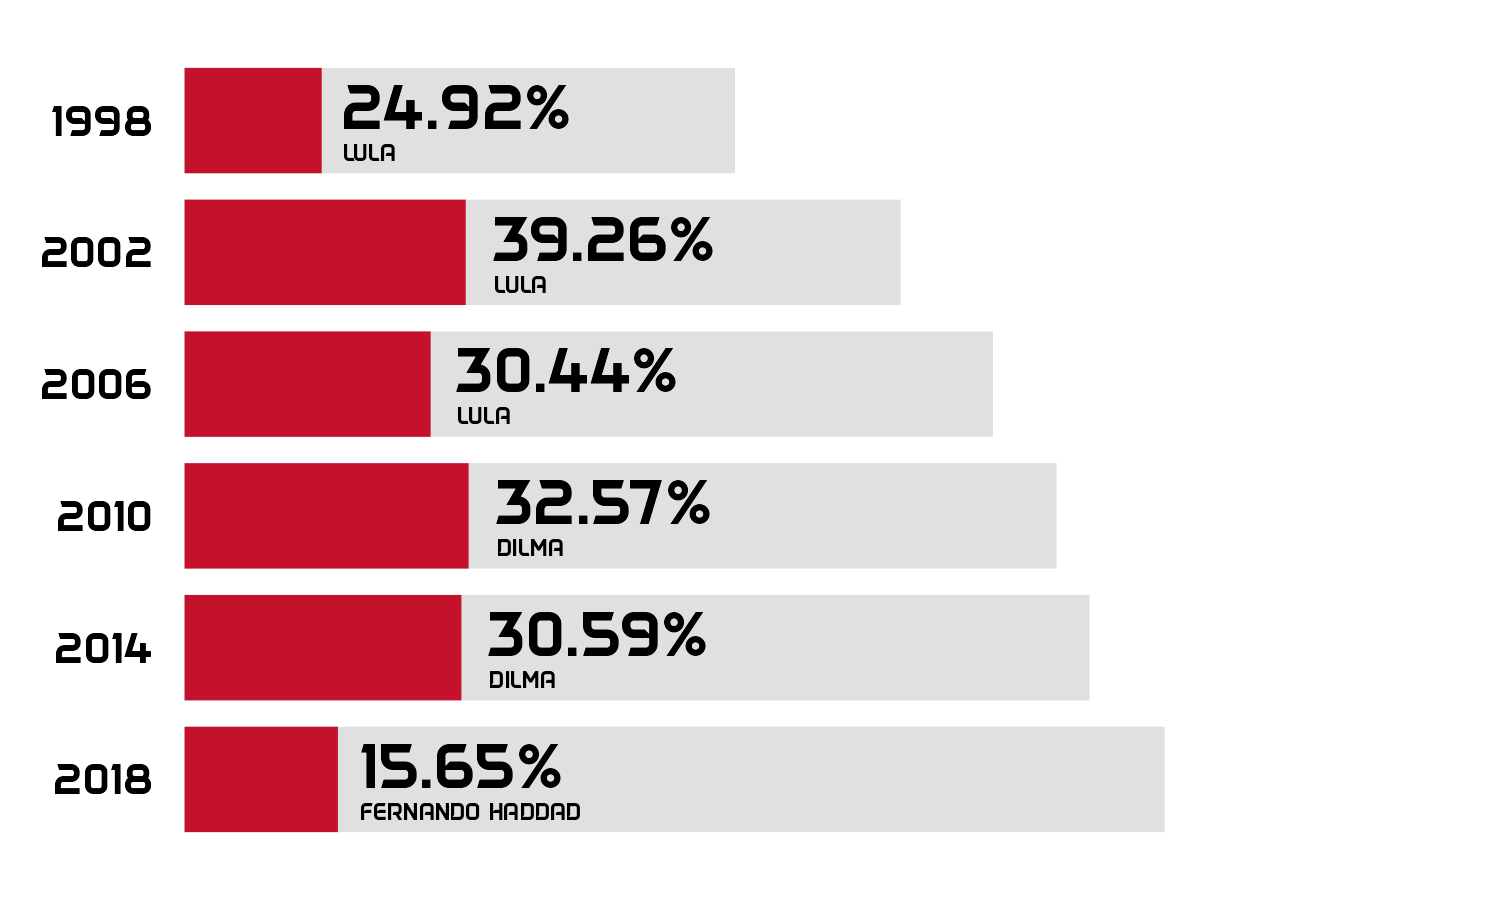 1998
24.92%
LULA
2002
39.26%
LULA
2006
30.44%
LULA
2010
32.57%
DILMA
2014
30.59%
DILMA
2018
15.65%
FERNANDO HADDAD